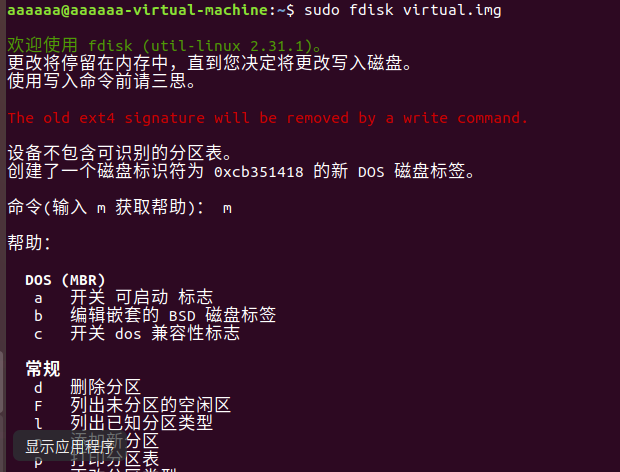 aaaaaa@aaaaaa-virtual-machine:~$ sudo fdisk virtual.img
欢迎使用 fdisk (util-linux 2.31.1)。
更改将停留在内存中，直到您决定将更改写入磁盘。
使用写入命令前请三思。
The old ext4 signature will be removed by a write command.
设备不包含可识别的分区表。
创建了一个磁盘标识符为 0xcb351418 的新 DOS 磁盘标签。
命令(输入 m 获取帮助)： m
帮助：
DOS (MBR)
a 开关 可启动 标志
b 编辑嵌套的 BSD 磁盘标签
c 开关 dos 兼容性标志
常规
d 删除分区
F 列出未分区的空闲区
l 列出已知分区类型
n 添加新分区
显示应用程序
p 打印分区表